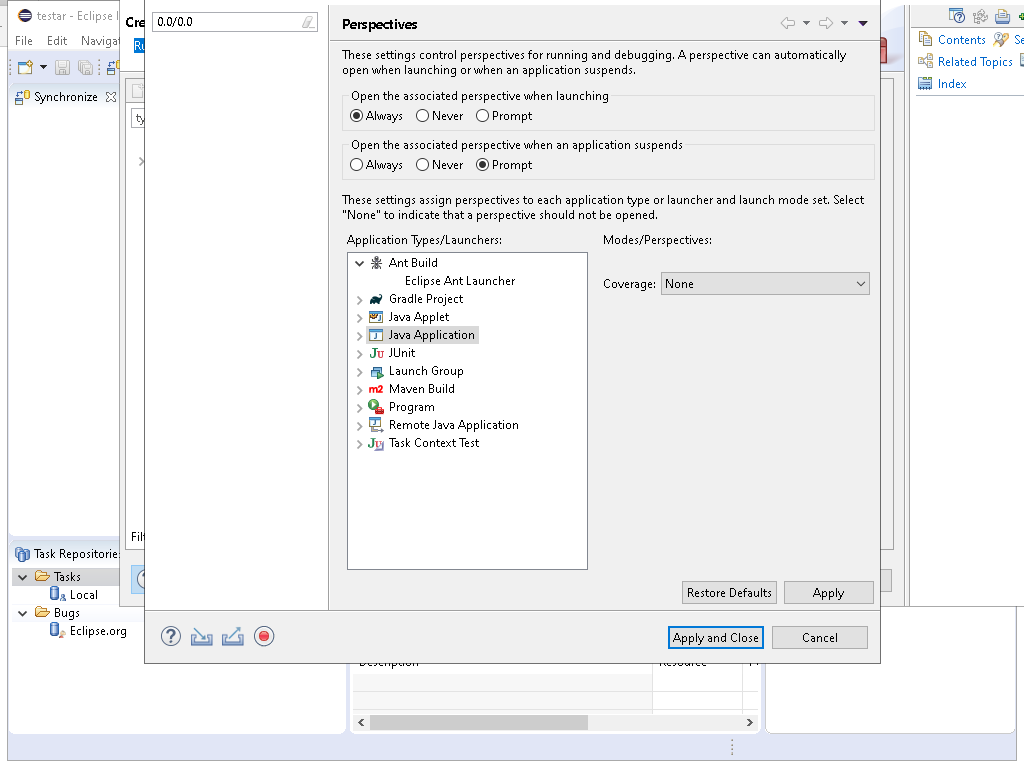 testar - Eclipse I
Cre
0.0/0.0
Perspectives
File Edit Navigat
These settings control perspectives for running and debugging. A perspective can automatically
open when launching or when an application suspends.
Contents
Related Topics
Index
Synchronize
Open the associated perspective when launching
Always Never Prompt
Open the associated perspective when an application suspends
Always Never Prompt
These settings assign perspectives to each application type or launcher and launch mode set. Select
"None" to indicate that a perspective should not be opened.
Application Types/Launchers:
Modes/Perspectives:
Ant Build
Eclipse Ant Launcher
Coverage: None
Gradle Project
Java Applet
Java Application
JUnit
Launch Group
Maven Build
Program
Remote Java Application
Task Context Test
Filt
Task Repositorie
Tasks
Local
Bugs
Eclipse.org
Restore Defaults Apply
Apply and Close Cancel
Description Resource